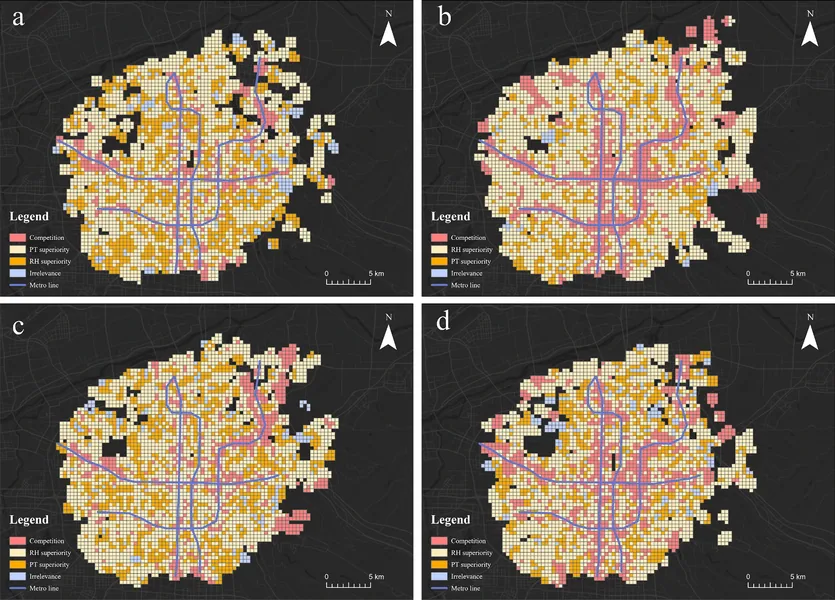 a
N
Legend
Competition
PT superiority
RH superiority
Irrelevance
Metro line
0 5 km
b
N
Legend
Competition
RH superiority
PT superiority
Irrelevance
Metro line
0 5 km
c
N
Legend
Competition
RH superiority
PT superiority
Irrelevance
Metro line
0 5 km
d
N
Legend
Competition
RH superiority
PT superiority
Irrelevance
Metro line
0 5 km